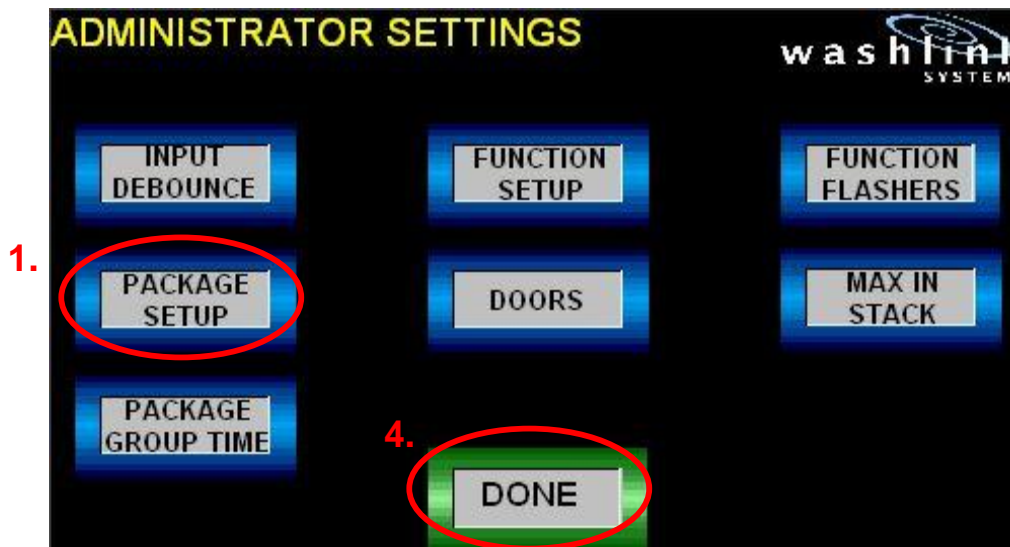 ADMINISTRATOR SETTINGS
washlink
SYSTEM
INPUT
DEBOUNCE
FUNCTION
SETUP
FUNCTION
FLASHERS
1.
PACKAGE
SETUP
DOORS
MAX IN
STACK
PACKAGE
GROUP TIME
4.
DONE